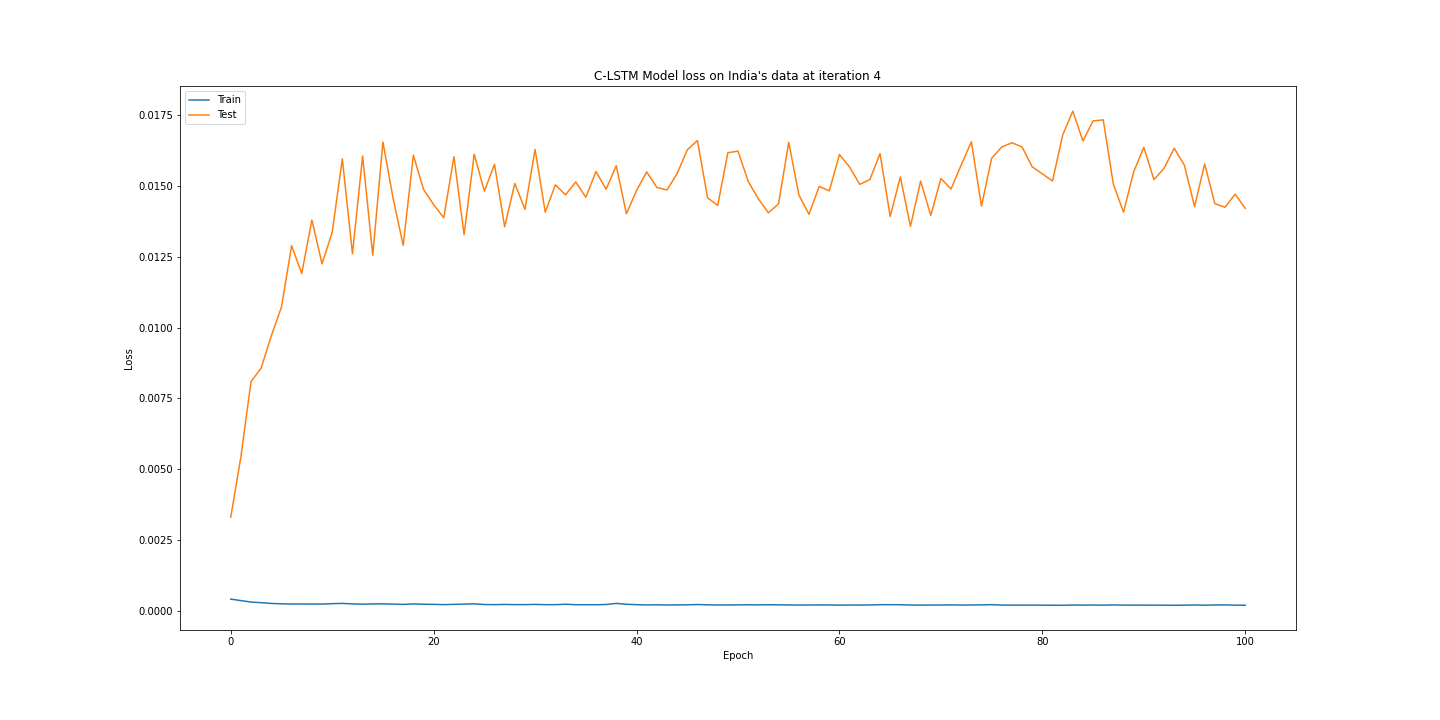 C-LSTM Model loss on India's data at iteration 4
Train
Test
0.0175
0.0150
0.0125
0.0100
0.0075
0.0050
0.0025
0.0000
Loss
0 20 40 60 80 100
Epoch